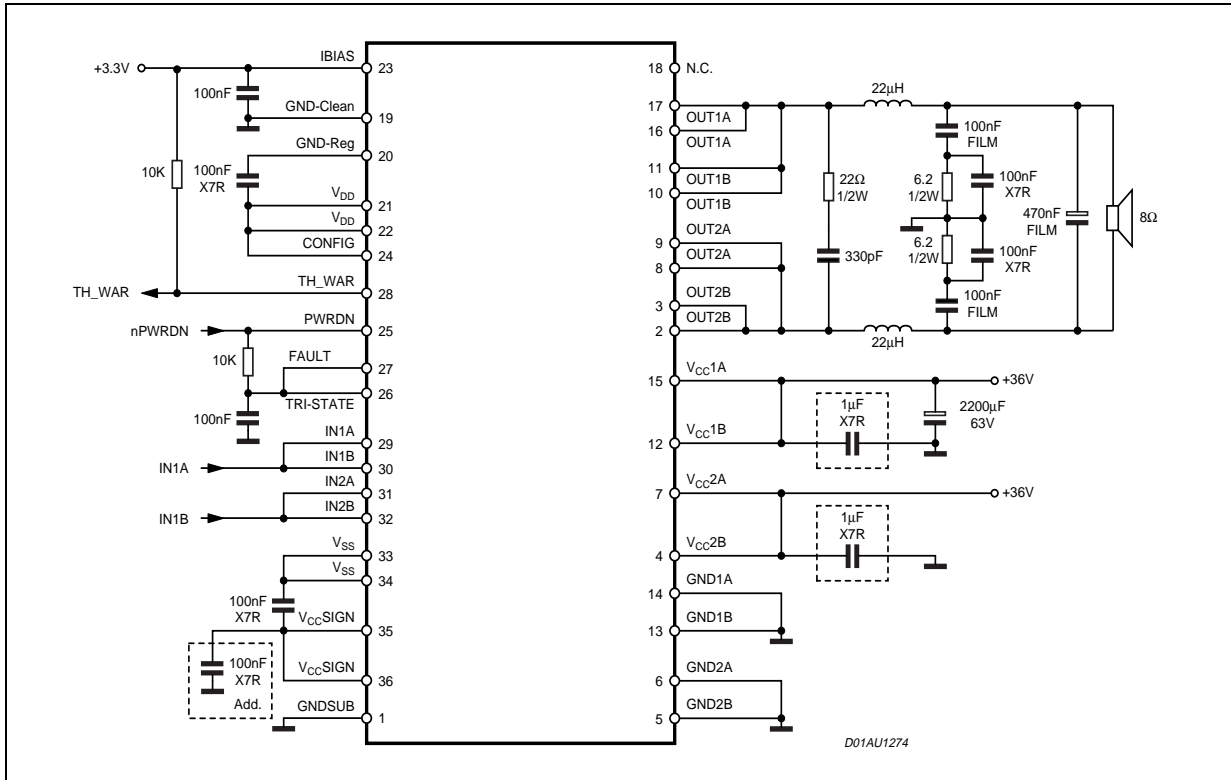 IBIAS
+3.3V
23
100nF
GND-Clean
19
GND-Reg
20
10K
100nF
X7R
VDD
21
VDD
22
CONFIG
24
TH_WAR
TH_WAR
28
nPWRDN
PWRDN
25
10K
FAULT
27
26
TRI-STATE
100nF
IN1A
29
IN1A
IN1B
30
IN2A
31
IN1B
IN2B
32
VSS
33
VSS
34
100nF
X7R
VCCSIGN
35
100nF
X7R
Add.
VCCSIGN
36
GNDSUB
1
18
N.C.
17
OUT1A
16
OUT1A
11
OUT1B
10
OUT1B
OUT2A
9
OUT2A
8
OUT2B
3
OUT2B
2
22µH
22Ω
1/2W
330pF
100nF
FILM
6.2
1/2W
100nF
X7R
6.2
1/2W
100nF
X7R
100nF
FILM
470nF
FILM
8Ω
22µH
VCC1A
15
+36V
1µF
X7R
2200µF
63V
VCC1B
12
VCC2A
7
+36V
1µF
X7R
VCC2B
4
GND1A
14
GND1B
13
GND2A
6
GND2B
5
D01AU1274